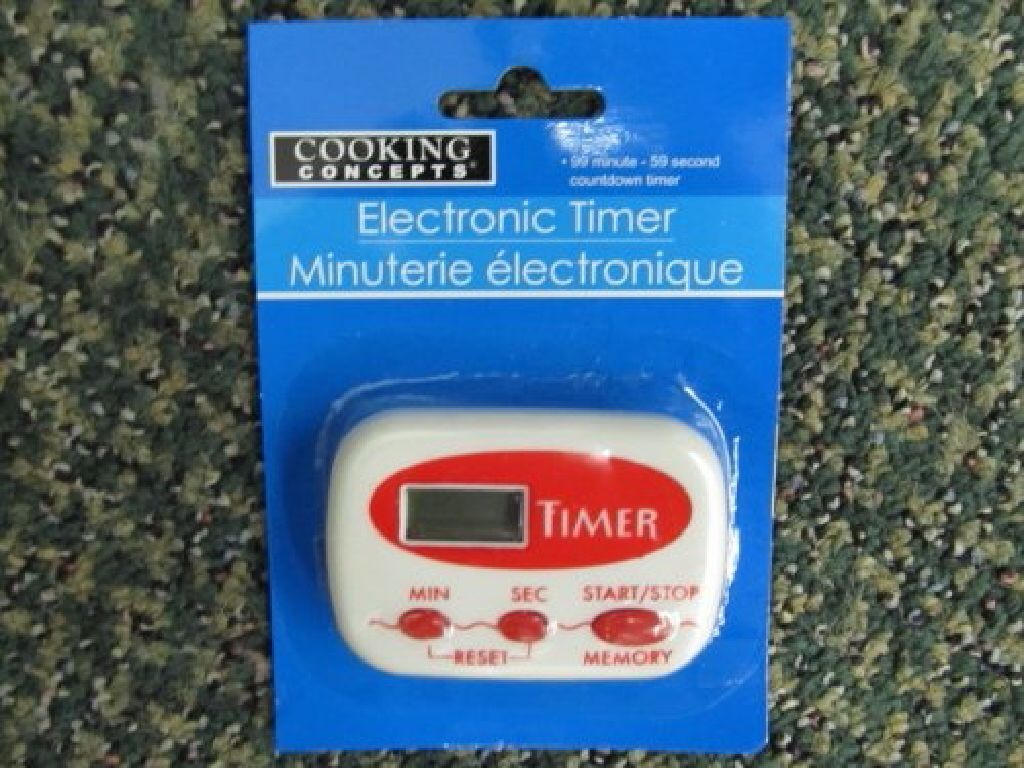 COOKING
CONCEPTS®
• 99 minute - 59 second
countdown timer
Electronic Timer
Minuterie électronique
TIMER
MIN SEC START/STOP
RESET MEMORY